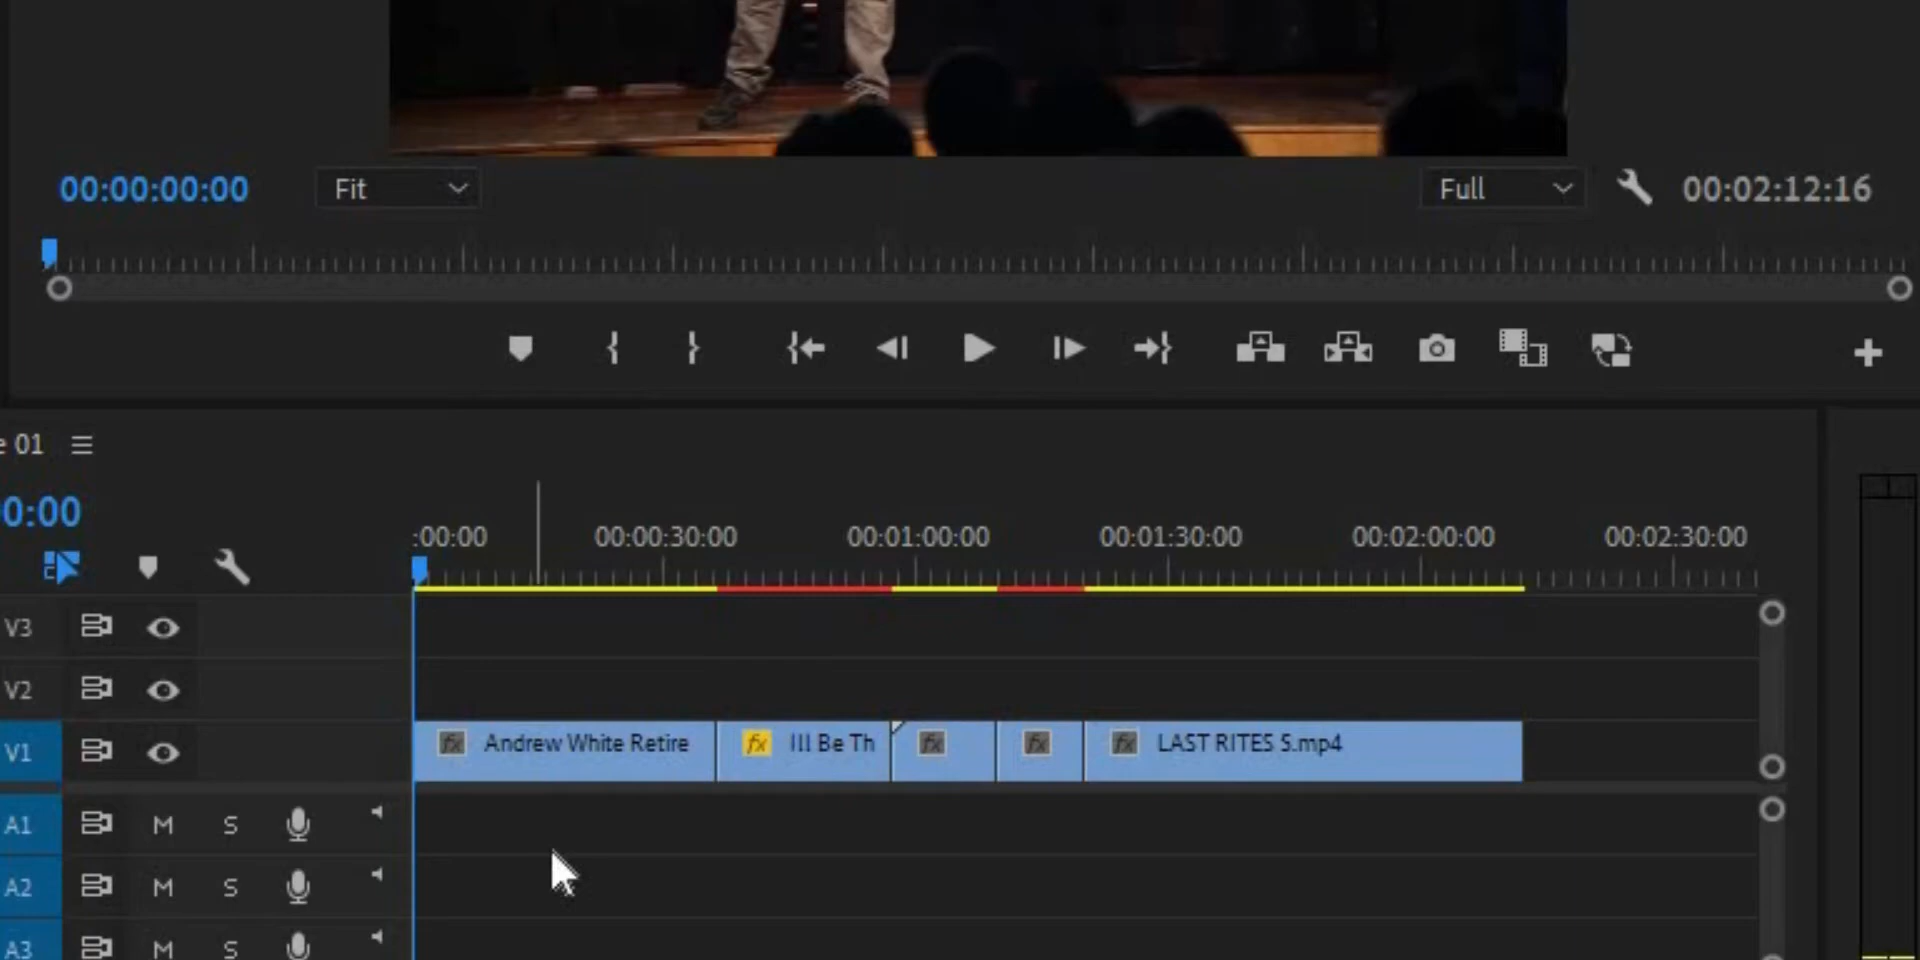 00:00:00:00 Fit Full 00:02:12:16
e 01
0:00
:00:00 00:00:30:00 00:01:00:00 00:01:30:00 00:02:00:00 00:02:30:00
V3
V2
V1 fx Andrew White Retire fx Ill Be Th fx fx fx LAST RITES 5.mp4
A1 M S
A2 M S
A3 M S